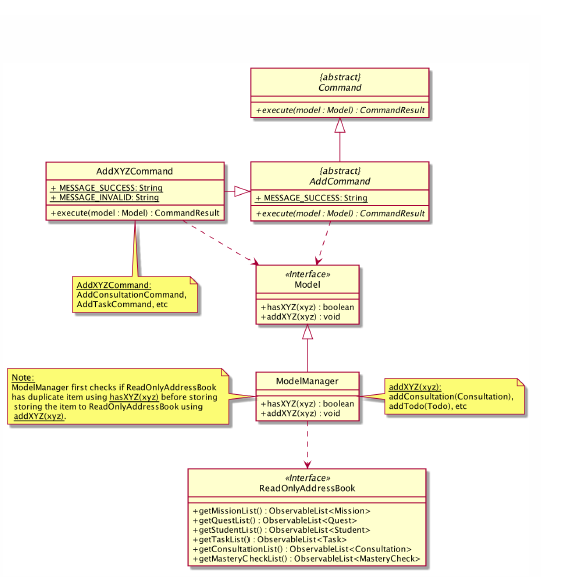 {abstract}
Command
+execute(model : Model) : CommandResult
AddXYZCommand
+ MESSAGE_SUCCESS: String
+ MESSAGE_INVALID: String
+execute(model : Model) : CommandResult
{abstract}
AddCommand
+ MESSAGE_SUCCESS: String
+execute(model : Model) : CommandResult
AddXYZCommand:
AddConsultationCommand,
AddTaskCommand, etc
«Interface»
Model
+hasXYZ(xyz) : boolean
+addXYZ(xyz) : void
Note:
ModelManager first checks if ReadOnlyAddressBook
has duplicate item using hasXYZ(xyz) before storing
storing the item to ReadOnlyAddressBook using
addXYZ(xyz).
ModelManager
+hasXYZ(xyz) : boolean
+addXYZ(xyz) : void
addXYZ(xyz):
addConsultation(Consultation),
addTodo(Todo), etc
«Interface»
ReadOnlyAddressBook
+getMissionList() : ObservableList<Mission>
+getQuestList() : ObservableList<Quest>
+getStudentList() : ObservableList<Student>
+getTaskList() : ObservableList<Task>
+getConsultationList() : ObservableList<Consultation>
+getMasteryCheckList() : ObservableList<MasteryCheck>